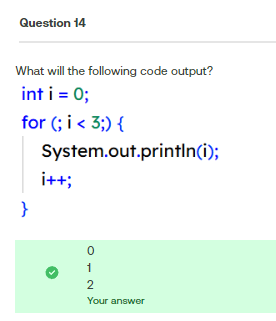 Question 14
What will the following code output?
int i = 0;
for (; i < 3;) {
System.out.println(i);
i++;
}
0
1
2
Your answer